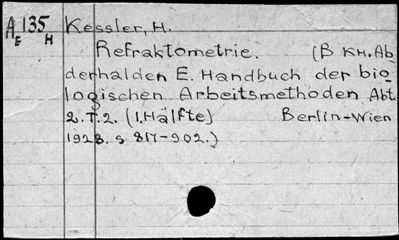 A 135 Kessler, H.
E H
Refraktometrie. (В кн. Ab
derhalden E. Handbuch der bio
logischen Arbeitsmethoden Abt.
2. T. 2. (1. Hälfte) Berlin-Wien
1928. s 817-902.)